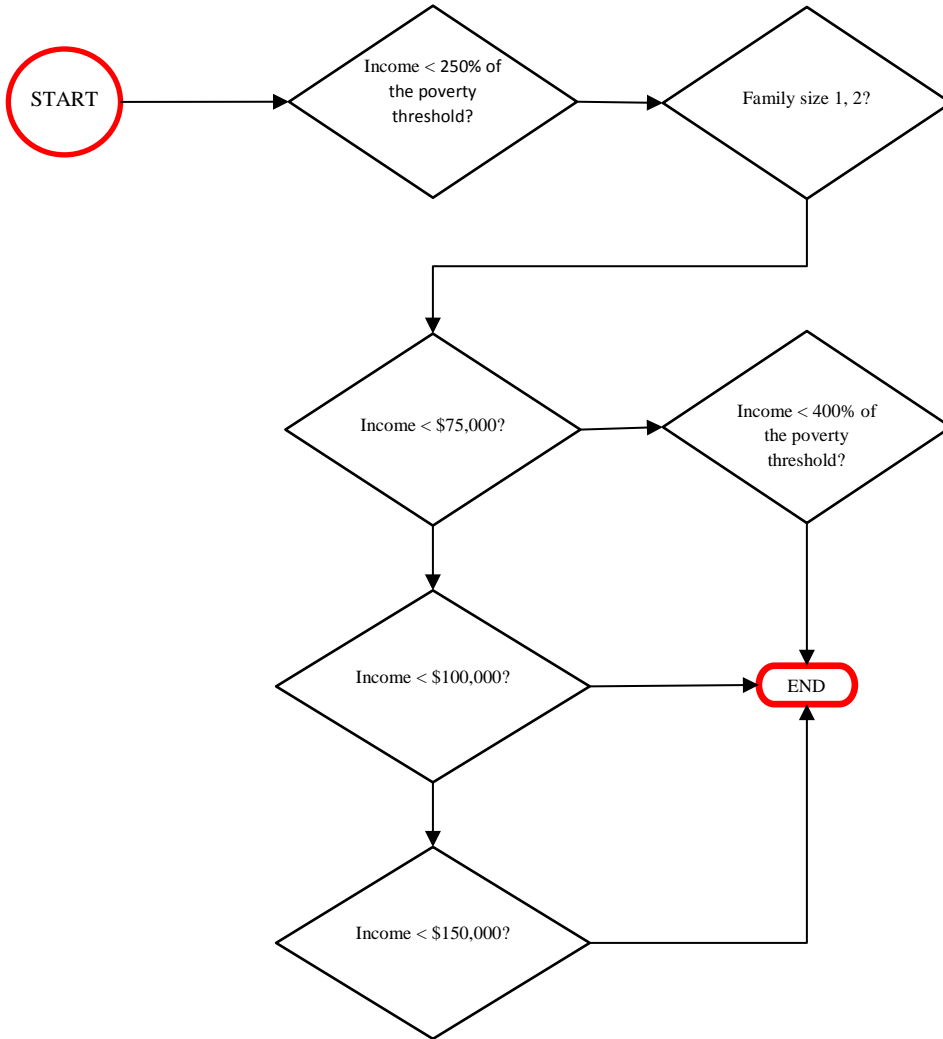 START
Income < 250% of
the poverty
threshold?
Family size 1, 2?
Income < $75,000?
Income < 400% of
the poverty
threshold?
Income < $100,000?
END
Income < $150,000?